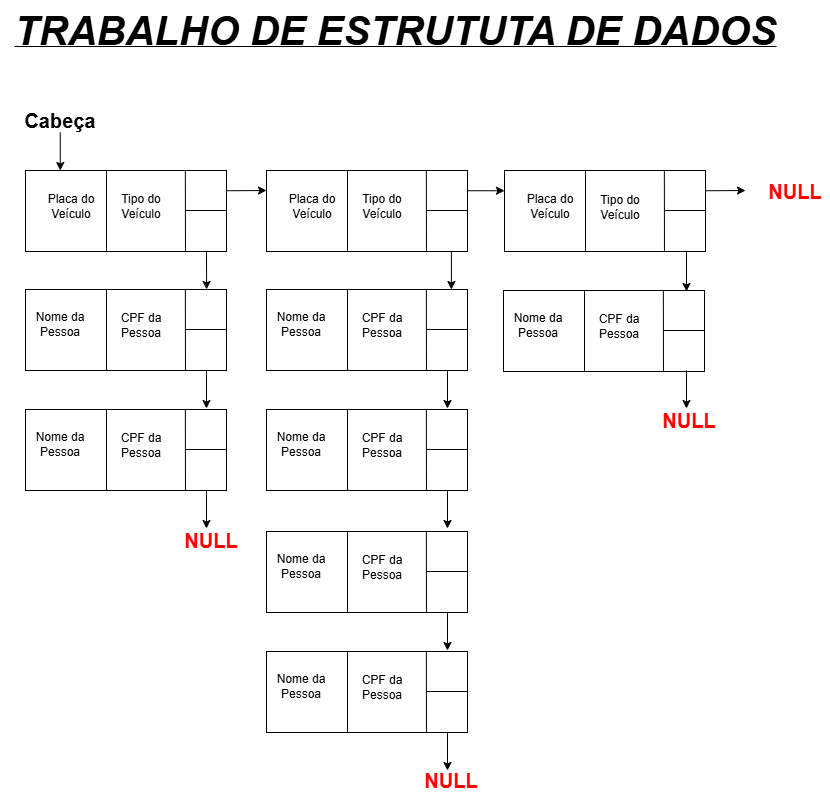 TRABALHO DE ESTRUTUTA DE DADOS
Cabeça
Placa do
Veículo
Tipo do
Veículo
Placa do
Veículo
Tipo do
Veículo
Placa do
Veículo
Tipo do
Veículo
NULL
Nome da
Pessoa
CPF da
Pessoa
Nome da
Pessoa
CPF da
Pessoa
Nome da
Pessoa
CPF da
Pessoa
NULL
Nome da
Pessoa
CPF da
Pessoa
Nome da
Pessoa
CPF da
Pessoa
NULL
Nome da
Pessoa
CPF da
Pessoa
Nome da
Pessoa
CPF da
Pessoa
NULL